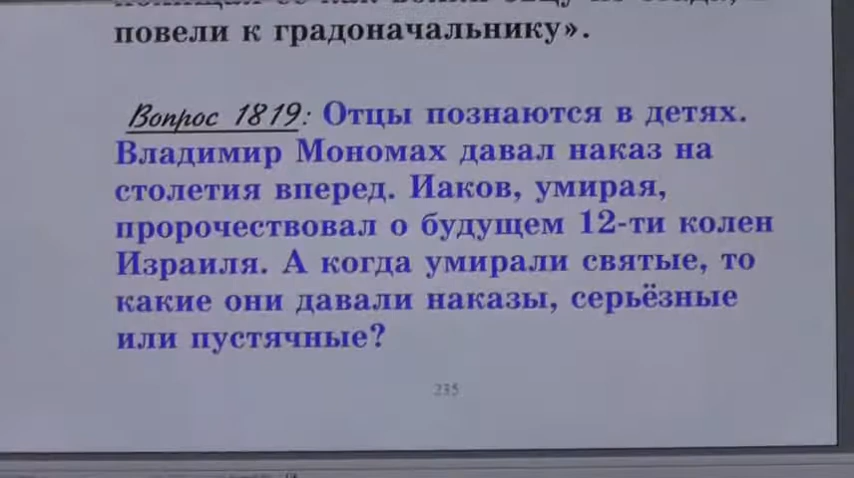 повели к градоначальнику».
Вопрос 1819: Отцы познаются в детях.
Владимир Мономах давал наказ на
столетия вперед. Иаков, умирая,
пророчествовал о будущем 12-ти колен
Израиля. А когда умирали святые, то
какие они давали наказы, серьёзные
или пустячные?
235